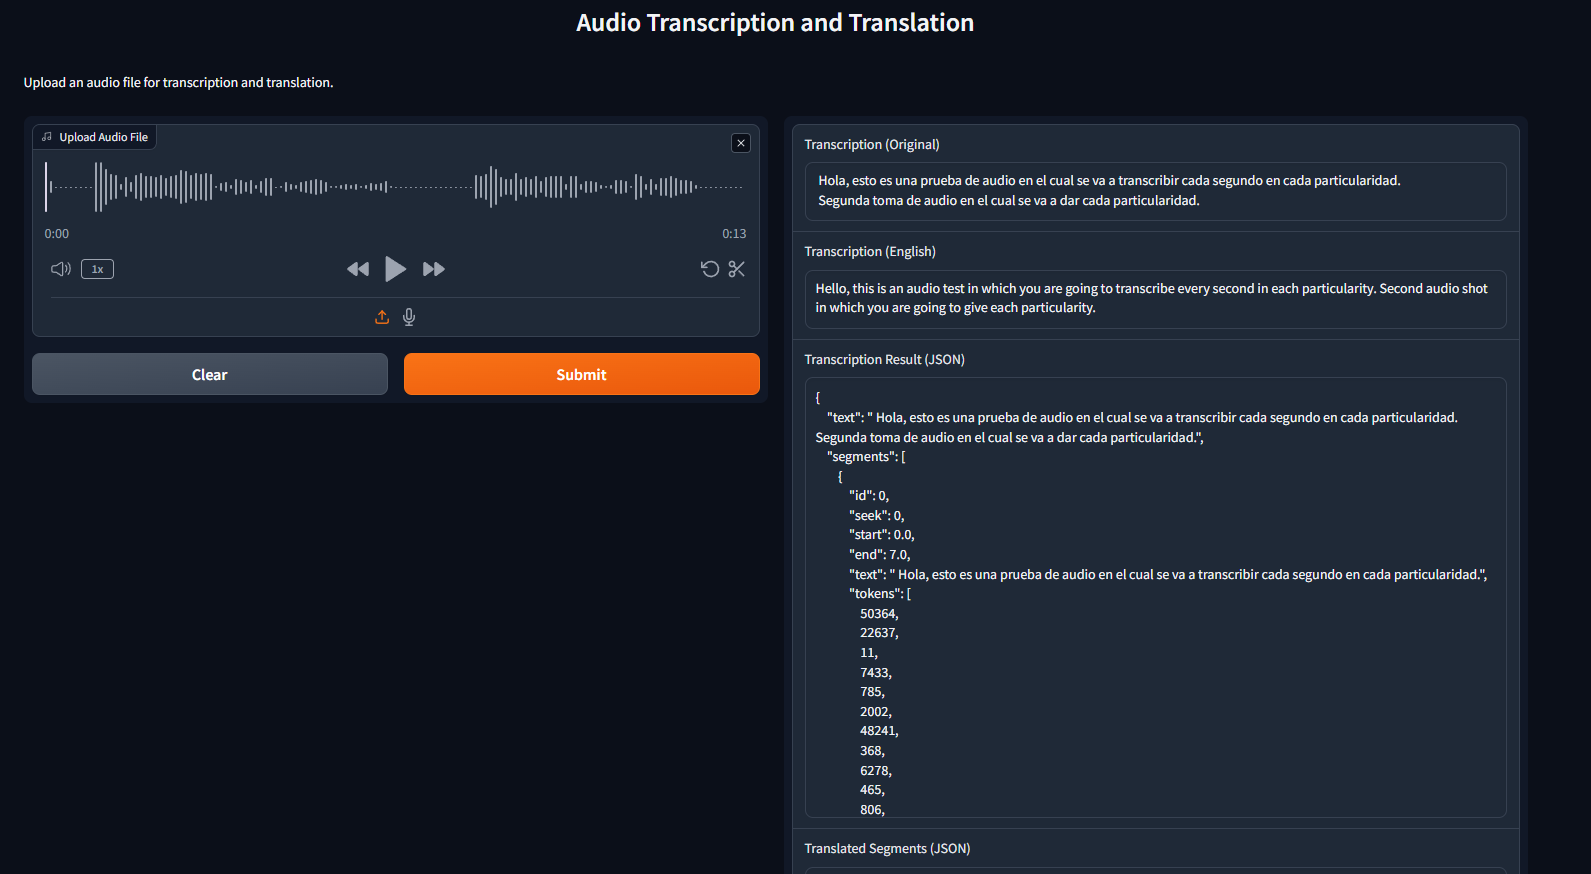 Audio Transcription and Translation
Upload an audio file for transcription and translation.
Upload Audio File
0:00
0:13
1x
Clear
Submit
Transcription (Original)
Hola, esto es una prueba de audio en el cual se va a transcribir cada segundo en cada particularidad.
Segunda toma de audio en el cual se va a dar cada particularidad.
Transcription (English)
Hello, this is an audio test in which you are going to transcribe every second in each particularity. Second audio shot
in which you are going to give each particularity.
Transcription Result (JSON)
{
"text": " Hola, esto es una prueba de audio en el cual se va a transcribir cada segundo en cada particularidad.
Segunda toma de audio en el cual se va a dar cada particularidad.",
"segments": [
{
"id": 0,
"seek": 0,
"start": 0.0,
"end": 7.0,
"text": " Hola, esto es una prueba de audio en el cual se va a transcribir cada segundo en cada particularidad.",
"tokens": [
50364,
22637,
11,
7433,
785,
2002,
48241,
368,
6278,
465,
806,
Translated Segments (JSON)